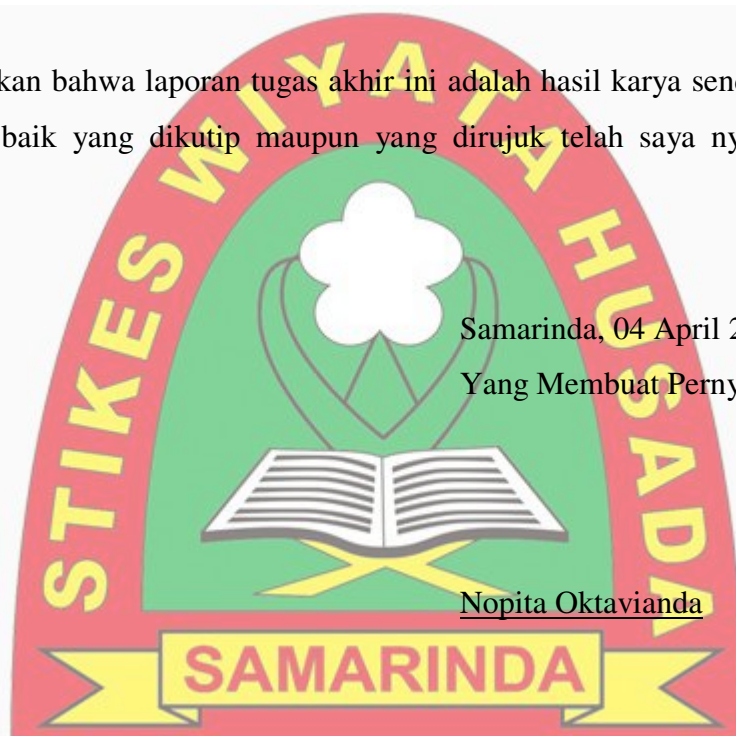 kan bahwa laporan tugas akhir ini adalah hasil karya send
baik yang dikutip maupun yang dirujuk telah saya ny
STIKES WIYATA HUSADA
Samarinda, 04 April 2
Yang Membuat Perny
Nopita Oktavianda
SAMARINDA